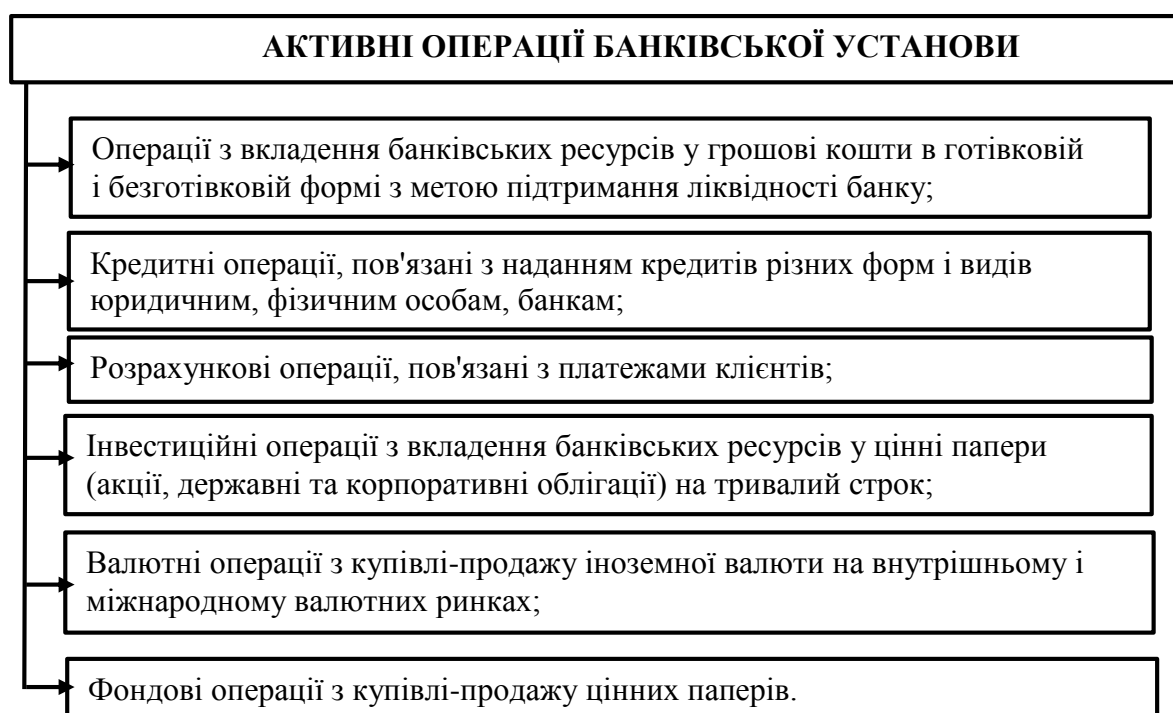 АКТИВНІ ОПЕРАЦІЇ БАНКІВСЬКОЇ УСТАНОВИ
Операції з вкладення банківських ресурсів у грошові кошти в готівковій
і безготівковій формі з метою підтримання ліквідності банку;
Кредитні операції, пов'язані з наданням кредитів різних форм і видів
юридичним, фізичним особам, банкам;
Розрахункові операції, пов'язані з платежами клієнтів;
Інвестиційні операції з вкладення банківських ресурсів у цінні папери
(акції, державні та корпоративні облігації) на тривалий строк;
Валютні операції з купівлі-продажу іноземної валюти на внутрішньому і
міжнародному валютних ринках;
Фондові операції з купівлі-продажу цінних паперів.